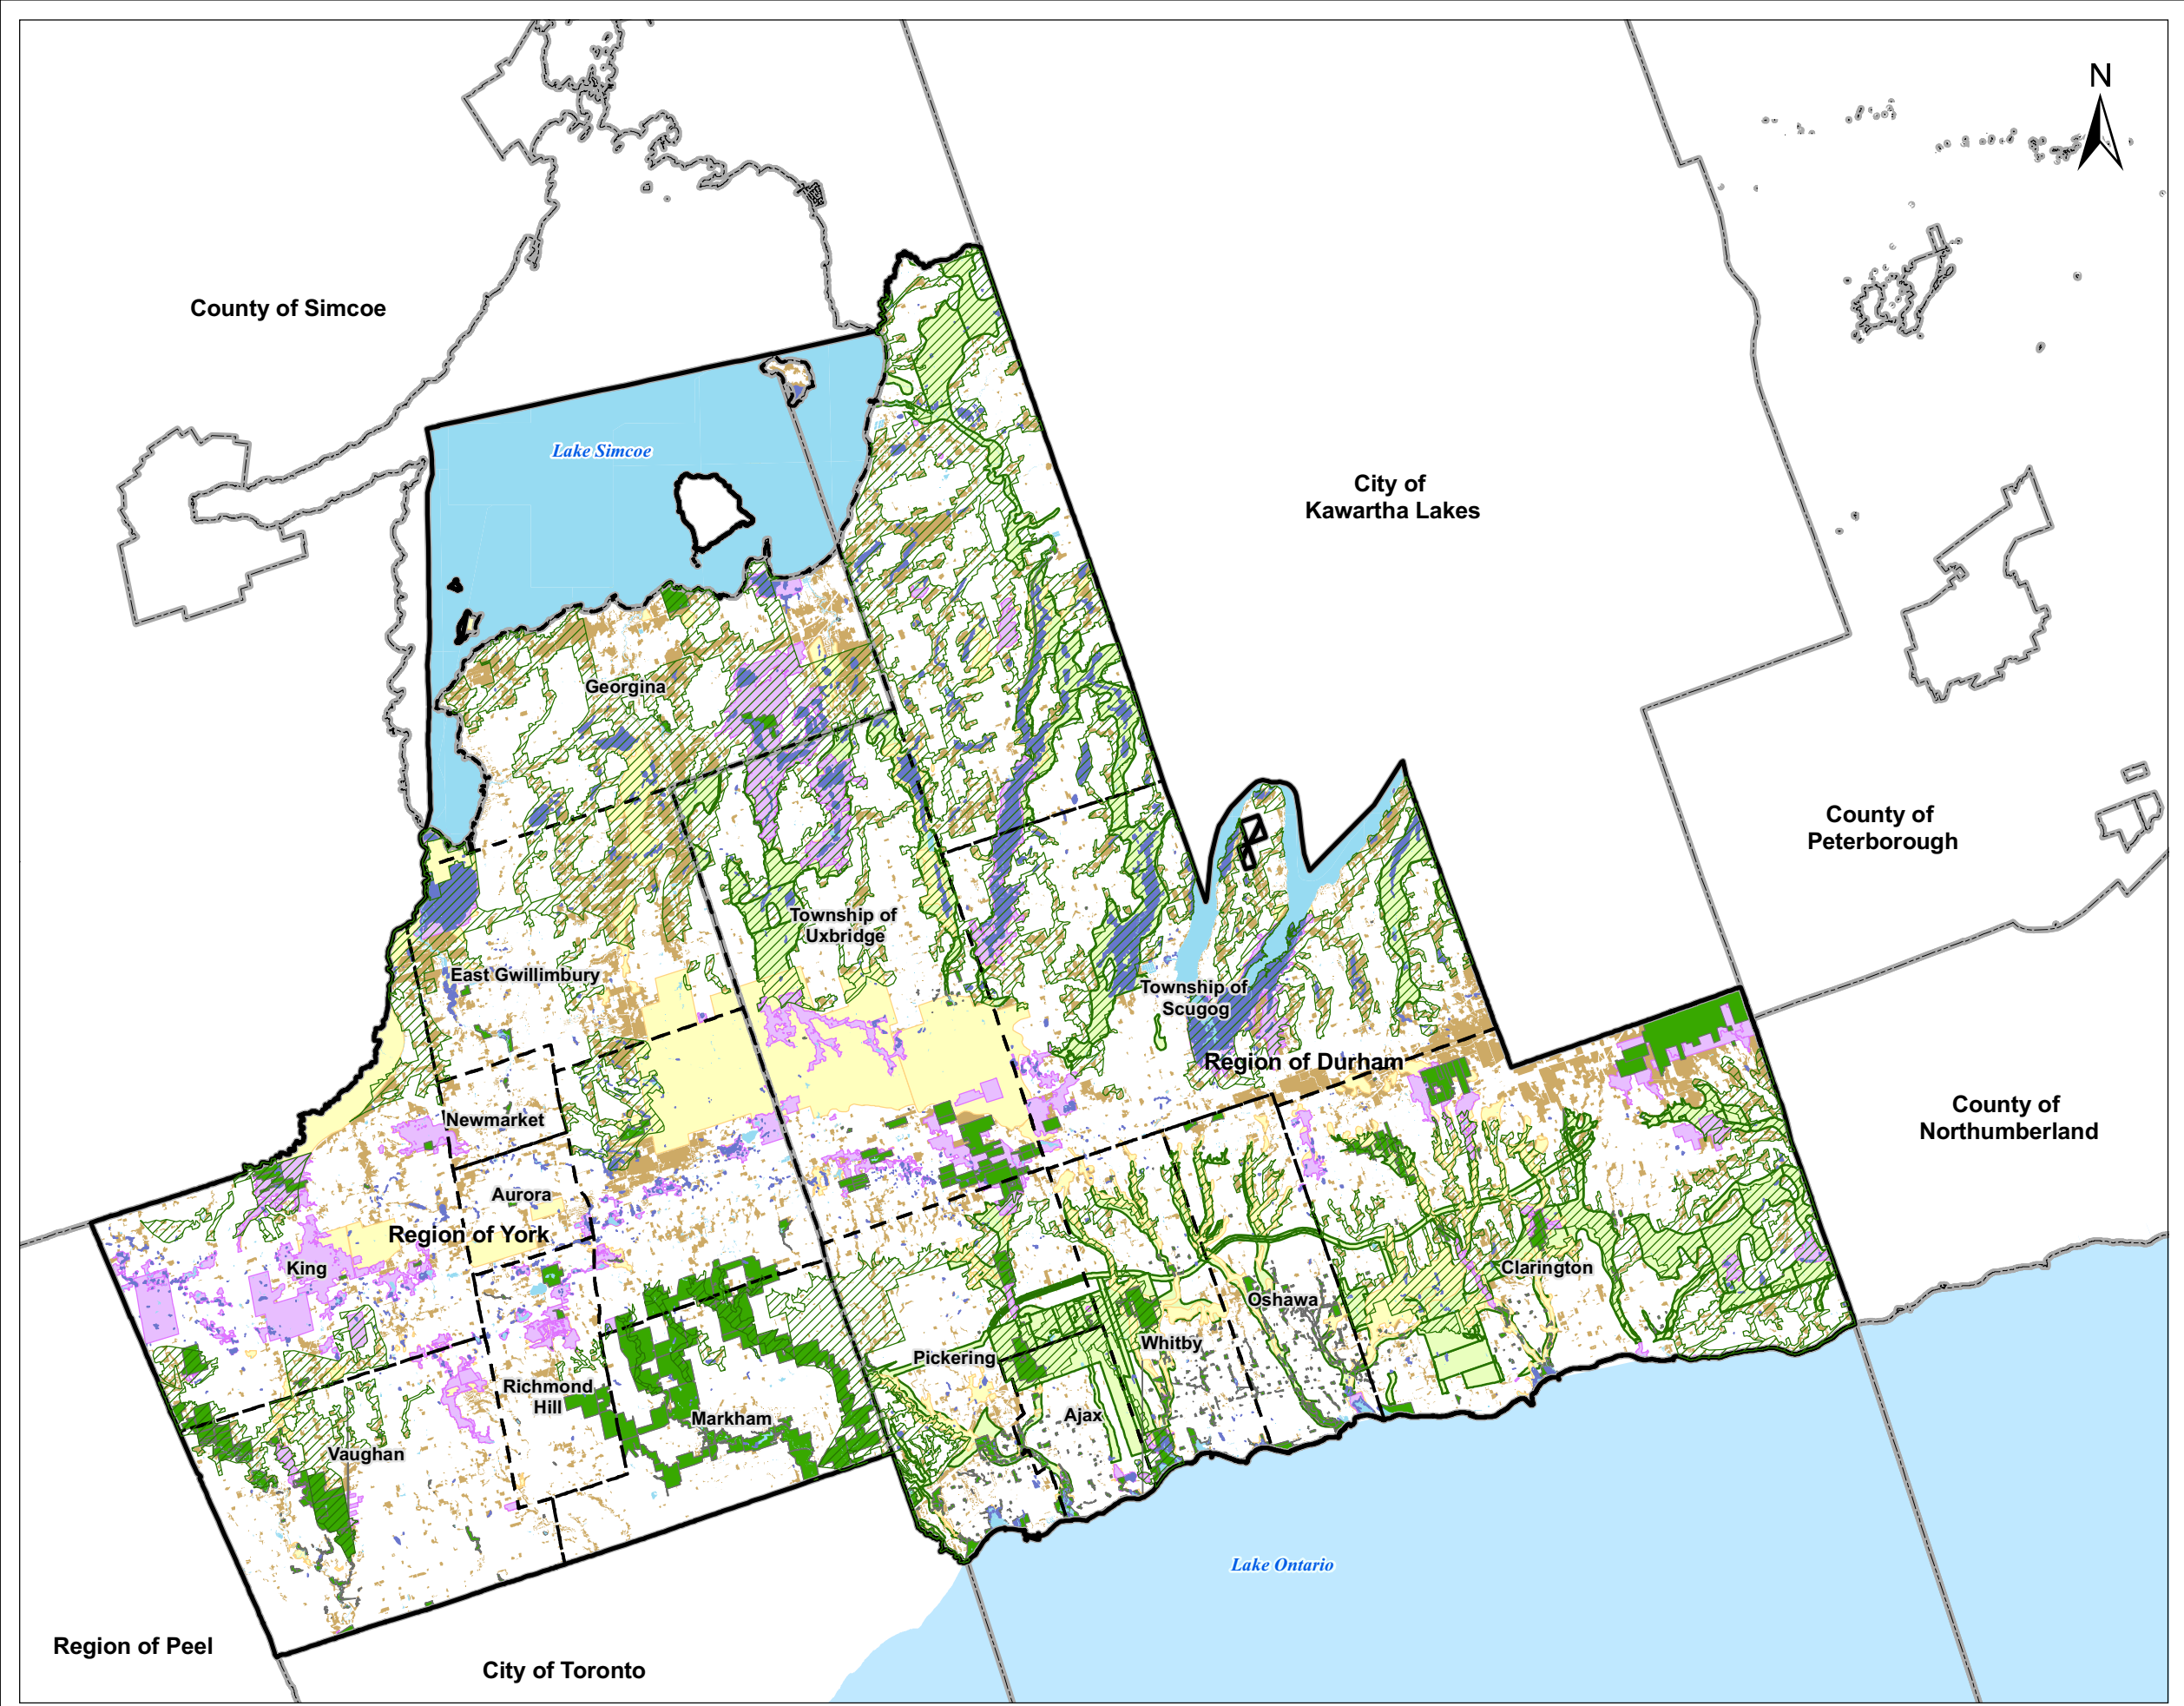 N
County of Simcoe
Lake Simcoe
City of
Kawartha Lakes
Georgina
County of
Peterborough
Township of
Uxbridge
East Gwillimbury
Township of
Scugog
Region of Durham
County of
Northumberland
Newmarket
Aurora
Region of York
King
Clarington
Oshawa
Whitby
Pickering
Richmond
Hill
Markham
Ajax
Vaughan
Lake Ontario
Region of Peel
City of Toronto